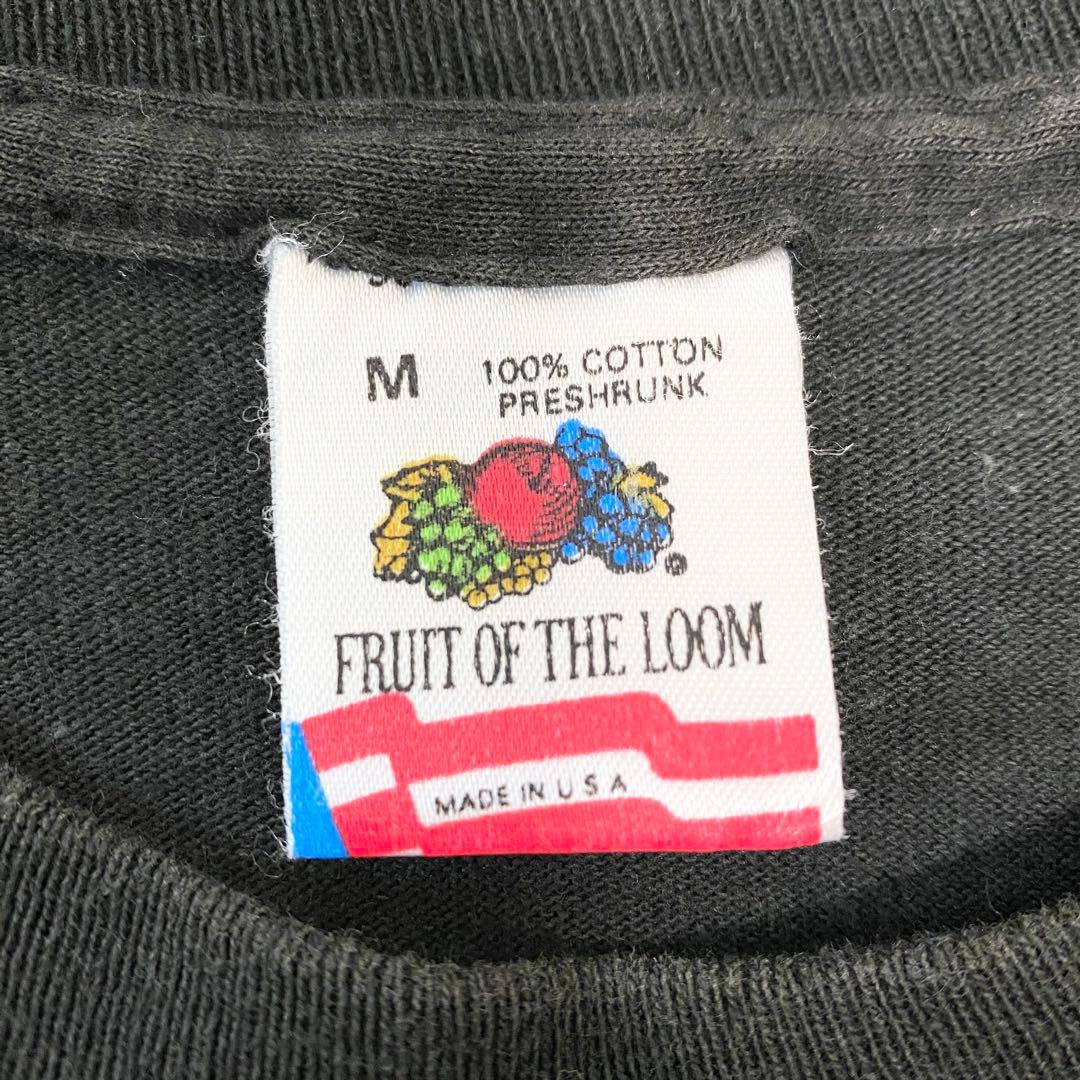 M
100% COTTON
PRESHRUNK
®
FRUIT OF THE LOOM
MADE IN U S A